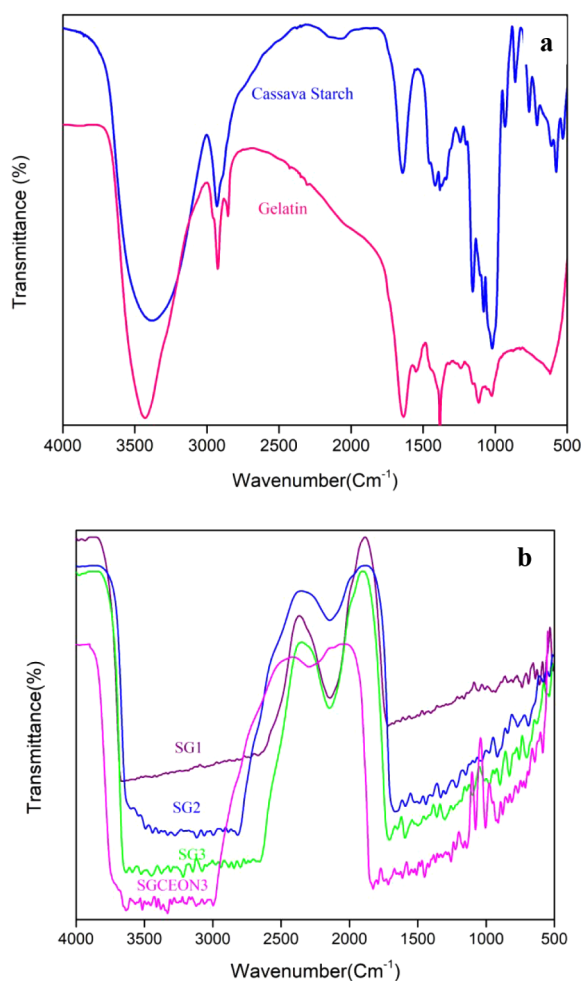 a
Cassava Starch
Gelatin
Transmittance (%)
4000 3500 3000 2500 2000 1500 1000 500
Wavenumber(Cm-1)
b
SG1
SG2
SG3
SGCEON3
Transmittance(%)
4000 3500 3000 2500 2000 1500 1000 500
Wavenumber(Cm-1)